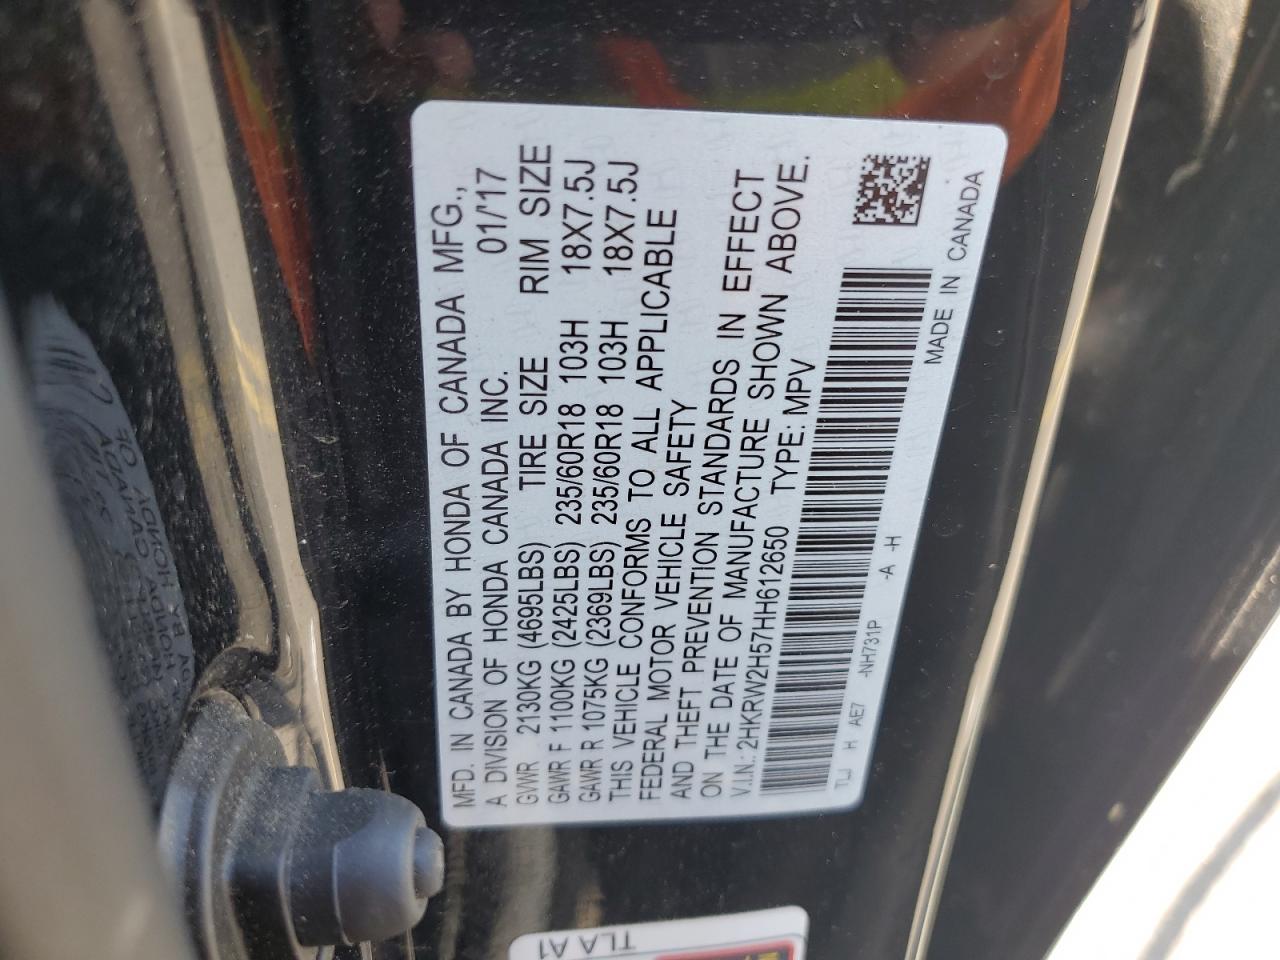 MFD. IN CANADA BY HONDA OF CANADA MFG.,
A DIVISION OF HONDA CANADA INC. 01/17
GVWR 2130KG (4695LBS) TIRE SIZE RIM SIZE
GAWR F 1100KG (2425LBS) 235/60R18 103H 18X7.5J
GAWR R 1075KG (2369LBS) 235/60R18 103H 18X7.5J
THIS VEHICLE CONFORMS TO ALL APPLICABLE
FEDERAL MOTOR VEHICLE SAFETY
AND THEFT PREVENTION STANDARDS IN EFFECT
ON THE DATE OF MANUFACTURE SHOWN ABOVE.
V.I.N.: 2HKRW2H57HH612650 TYPE: MPV
TLJ H AE7 -NH731P -A -H
MADE IN CANADA
TLA A1